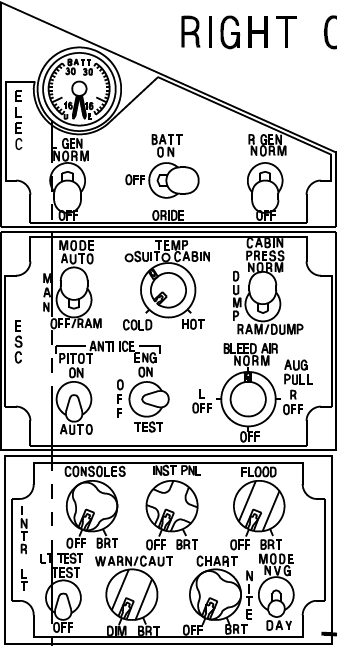 RIGHT
BATT
30 30
16 16
U E
ELEC
GEN
NORM
OFF
BATT
ON
OFF
ORIDE
R GEN
NORM
OFF
ESC
MODE
AUTO
MAN
OFF/RAM
TEMP
SUIT CABIN
COLD HOT
CABIN
PRESS
NORM
DUMP
RAM/DUMP
ANTI ICE
PITOT
ON
AUTO
ENG
ON
OFF
TEST
BLEED AIR
NORM
AUG
PULL
L
OFF
R
OFF
OFF
INTR LT
CONSOLES
OFF BRT
INST PNL
OFF BRT
FLOOD
OFF BRT
LT TEST
TEST
OFF
WARN/CAUT
DIM BRT
CHART
OFF BRT
MODE
NVG
NITE
DAY